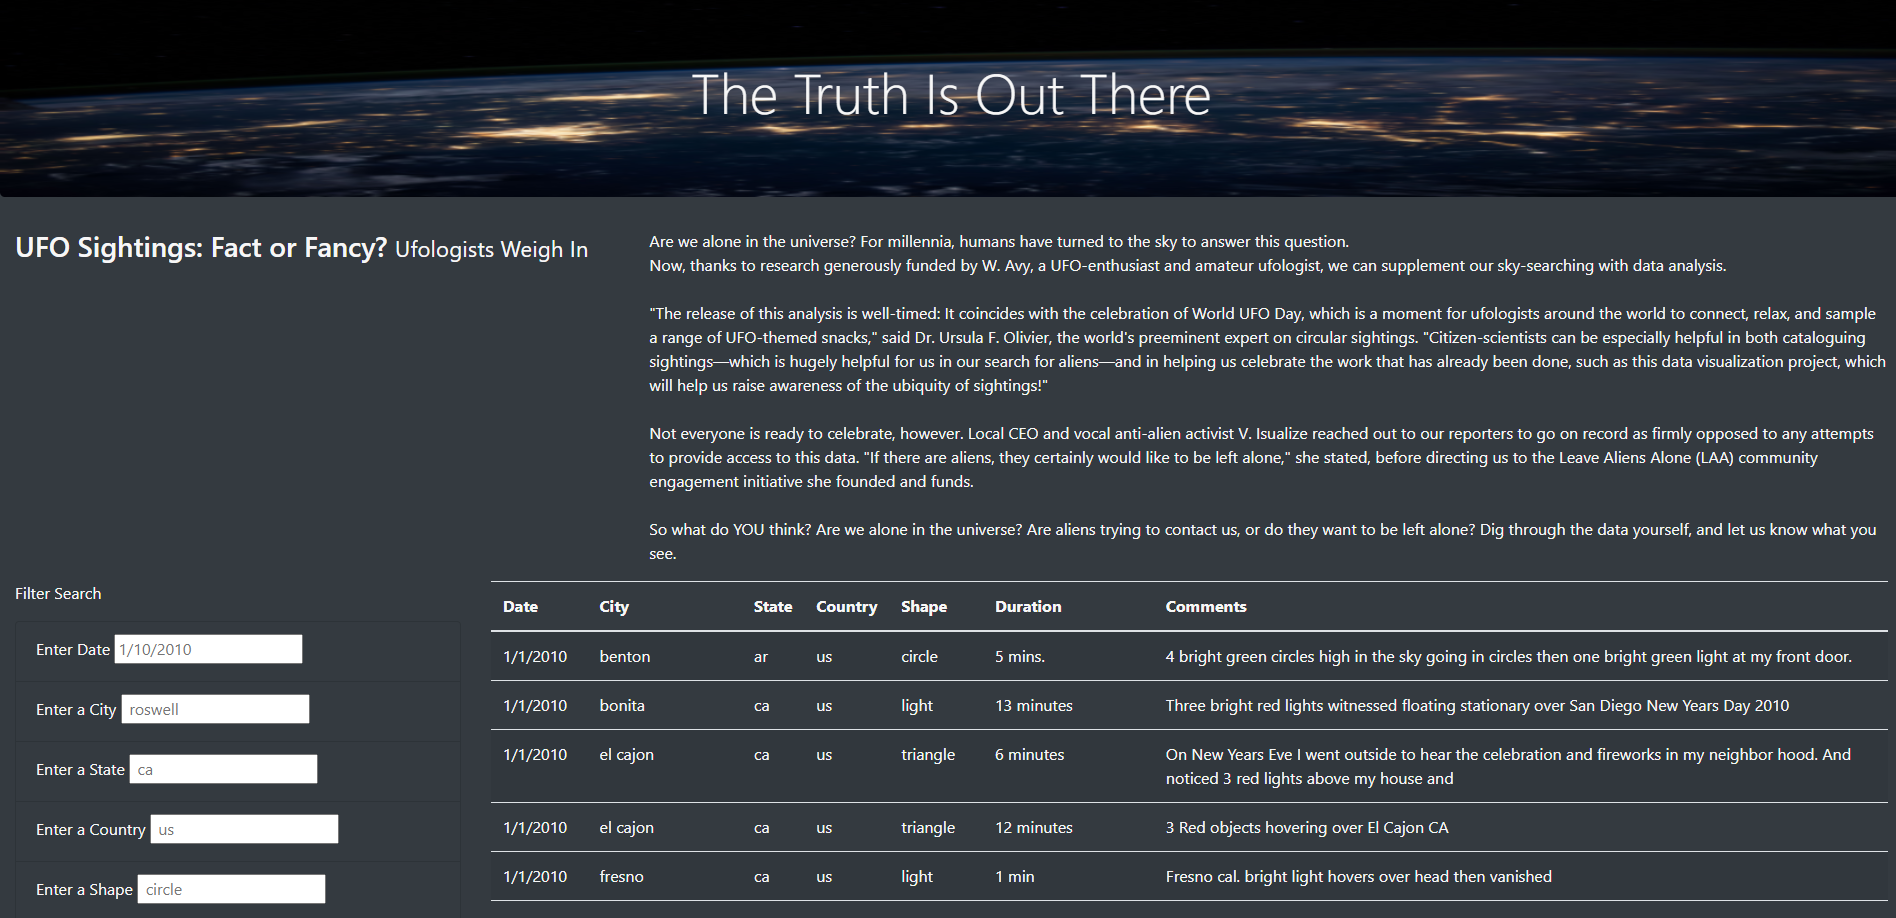 The Truth Is Out There
UFO Sightings: Fact or Fancy? Ufologists Weigh In
Are we alone in the universe? For millennia, humans have turned to the sky to answer this question.
Now, thanks to research generously funded by W. Avy, a UFO-enthusiast and amateur ufologist, we can supplement our sky-searching with data analysis.
"The release of this analysis is well-timed: It coincides with the celebration of World UFO Day, which is a moment for ufologists around the world to connect, relax, and sample
a range of UFO-themed snacks," said Dr. Ursula F. Olivier, the world's preeminent expert on circular sightings. "Citizen-scientists can be especially helpful in both cataloguing
sightings—which is hugely helpful for us in our search for aliens—and in helping us celebrate the work that has already been done, such as this data visualization project, which
will help us raise awareness of the ubiquity of sightings!"
Not everyone is ready to celebrate, however. Local CEO and vocal anti-alien activist V. Isualize reached out to our reporters to go on record as firmly opposed to any attempts
to provide access to this data. "If there are aliens, they certainly would like to be left alone," she stated, before directing us to the Leave Aliens Alone (LAA) community
engagement initiative she founded and funds.
So what do YOU think? Are we alone in the universe? Are aliens trying to contact us, or do they want to be left alone? Dig through the data yourself, and let us know what you
see.
Filter Search
Enter Date 1/10/2010
Enter a City roswell
Enter a State ca
Enter a Country us
Enter a Shape circle
Date City State Country Shape Duration Comments
1/1/2010 benton ar us circle 5 mins. 4 bright green circles high in the sky going in circles then one bright green light at my front door.
1/1/2010 bonita ca us light 13 minutes Three bright red lights witnessed floating stationary over San Diego New Years Day 2010
1/1/2010 el cajon ca us triangle 6 minutes On New Years Eve I went outside to hear the celebration and fireworks in my neighbor hood. And
noticed 3 red lights above my house and
1/1/2010 el cajon ca us triangle 12 minutes 3 Red objects hovering over El Cajon CA
1/1/2010 fresno ca us light 1 min Fresno cal. bright light hovers over head then vanished